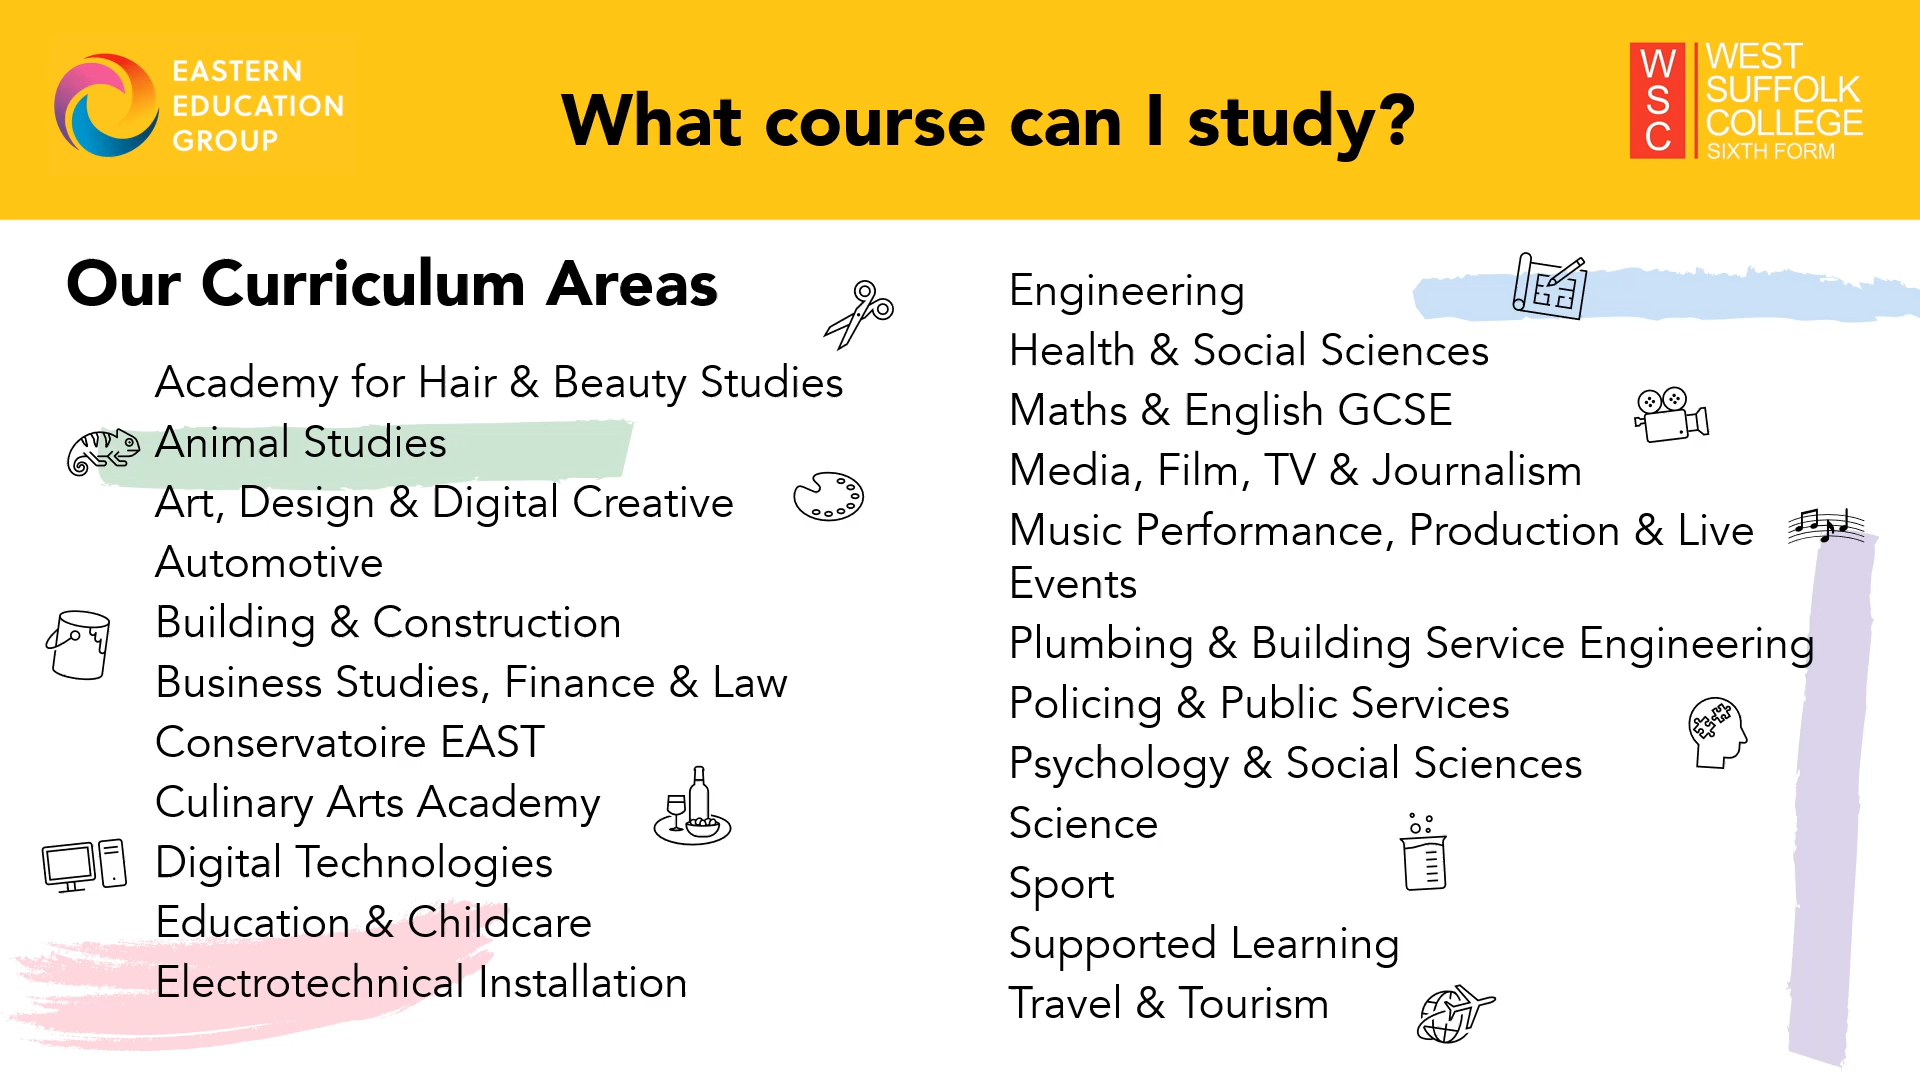 EASTERN
EDUCATION
GROUP
What course can I study?
W
S
C
WEST
SUFFOLK
COLLEGE
SIXTH FORM
Our Curriculum Areas
Academy for Hair & Beauty Studies
Animal Studies
Art, Design & Digital Creative
Automotive
Building & Construction
Business Studies, Finance & Law
Conservatoire EAST
Culinary Arts Academy
Digital Technologies
Education & Childcare
Electrotechnical Installation
Engineering
Health & Social Sciences
Maths & English GCSE
Media, Film, TV & Journalism
Music Performance, Production & Live
Events
Plumbing & Building Service Engineering
Policing & Public Services
Psychology & Social Sciences
Science
Sport
Supported Learning
Travel & Tourism